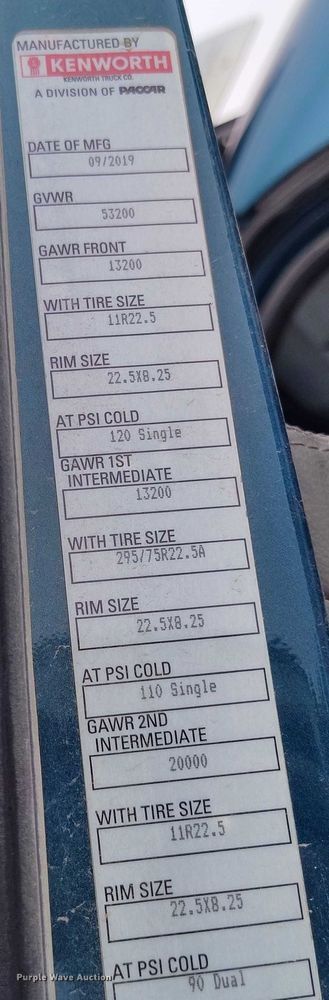 MANUFACTURED BY
KENWORTH
KENWORTH TRUCK CO.
A DIVISION OF PACCAR
DATE OF MFG
09/2019
GVWR
53200
GAWR FRONT
13200
WITH TIRE SIZE
11R22.5
RIM SIZE
22.5X8.25
AT PSI COLD
120 Single
GAWR 1ST
INTERMEDIATE
13200
WITH TIRE SIZE
295/75R22.5A
RIM SIZE
22.5X8.25
AT PSI COLD
110 Single
GAWR 2ND
INTERMEDIATE
20000
WITH TIRE SIZE
11R22.5
RIM SIZE
22.5X8.25
AT PSI COLD
90 Dual
Purple Wave Auction